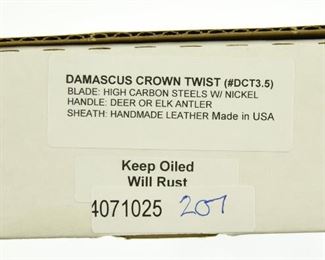 DAMASCUS CROWN TWIST (#DCT3.5)
BLADE: HIGH CARBON STEELS W/ NICKEL
HANDLE: DEER OR ELK ANTLER
SHEATH: HANDMADE LEATHER Made in USA
Keep Oiled
Will Rust
4071025 207